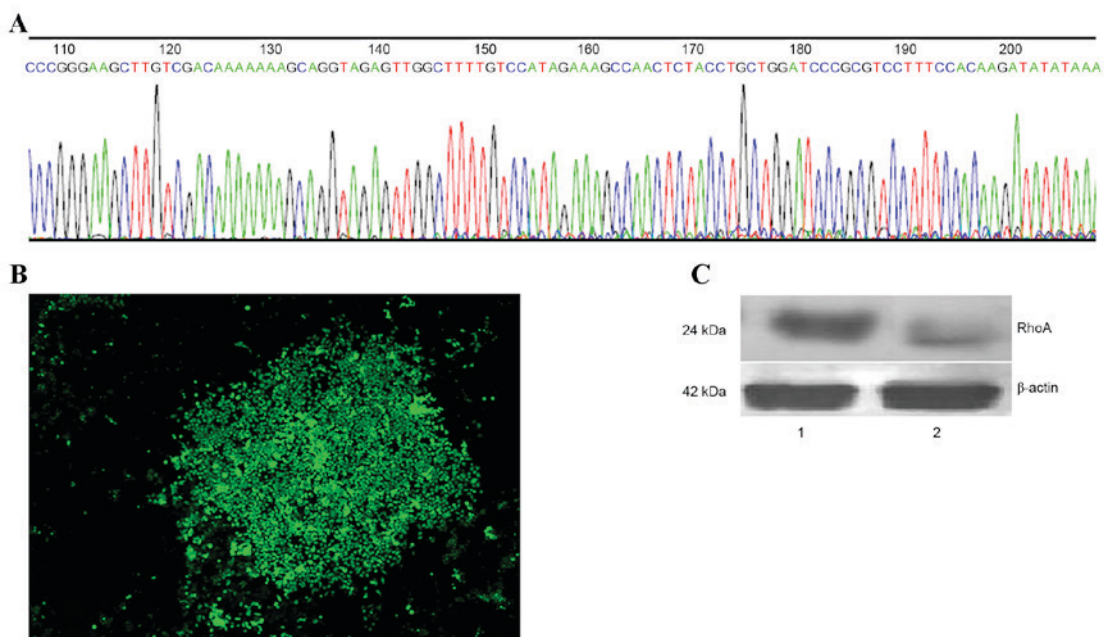 A
110 120 130 140 150 160 170 180 190 200
CCCGGGAAGCTTGTCGACAAAAAAAGCAGGTAGAGTTGGCTTTTGTCCATAGAAAGCCAACTCTACCTGCTGGATCCCGCGTCCTTTCCACAAGATATATAAA
B
C
24 kDa RhoA
42 kDa β-actin
1 2